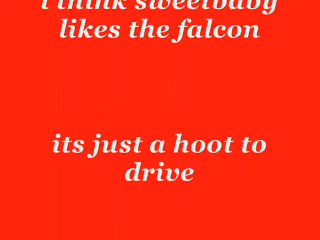 i think sweetbaby
likes the falcon
its just a hoot to
drive